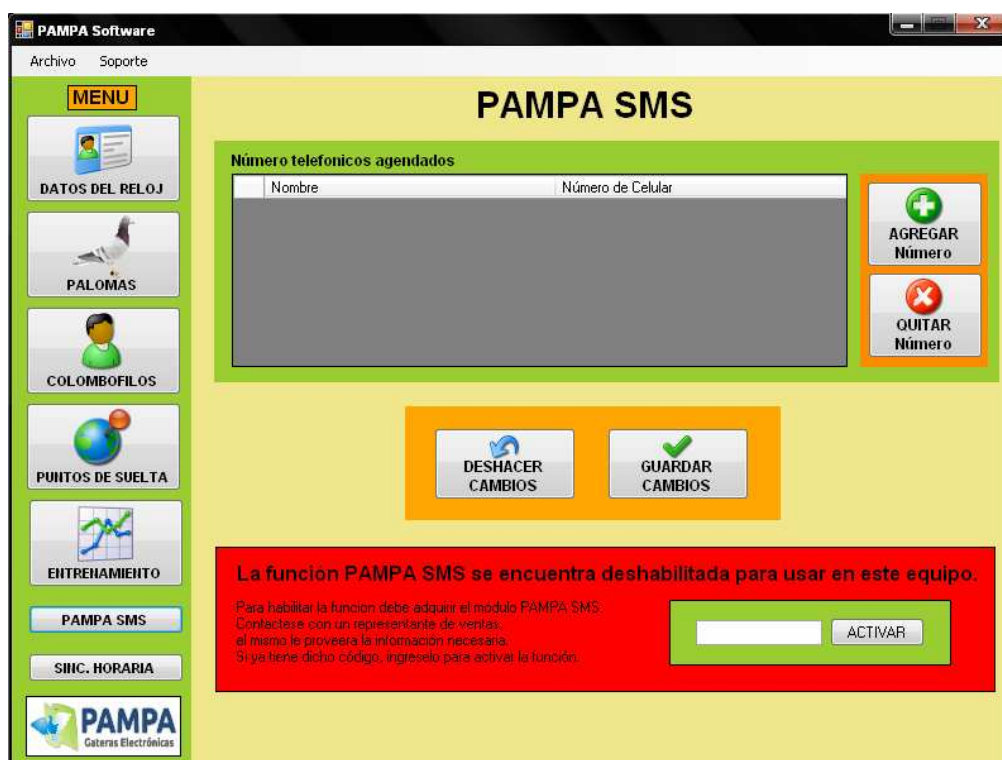 PAMPA Software
Archivo Soporte
MENU
DATOS DEL RELOJ
PALOMAS
COLOMBOFILOS
PUNTOS DE SUELTA
ENTRENAMIENTO
PAMPA SMS
SINC. HORARIA
PAMPA
Gateras Electrónicas
PAMPA SMS
Número telefonicos agendados
Nombre Número de Celular
AGREGAR
Número
QUITAR
Número
DESHACER
CAMBIOS
GUARDAR
CAMBIOS
La función PAMPA SMS se encuentra deshabilitada para usar en este equipo.
Para habilitar la funcion debe adquirir el módulo PAMPA SMS.
Contactese con un representante de ventas,
el mismo le proveera la información necesaria.
Si ya tiene dicho código, ingreselo para activar la función.
ACTIVAR